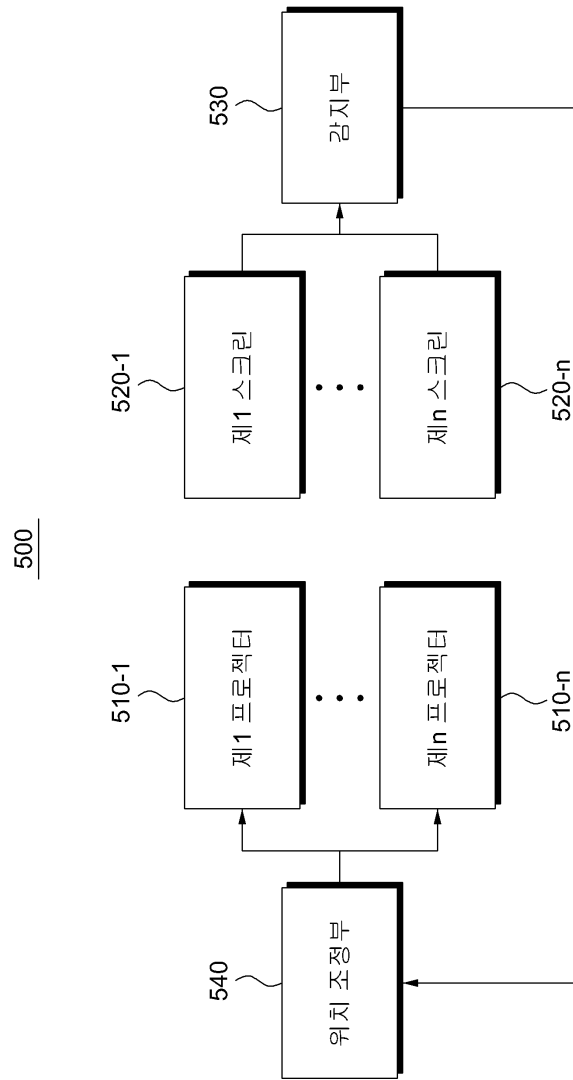 500
540
위치 조정부
510-1
제1 프로젝터
510-n
제n 프로젝터
520-1
제1 스크린
520-n
제n 스크린
530
감지부